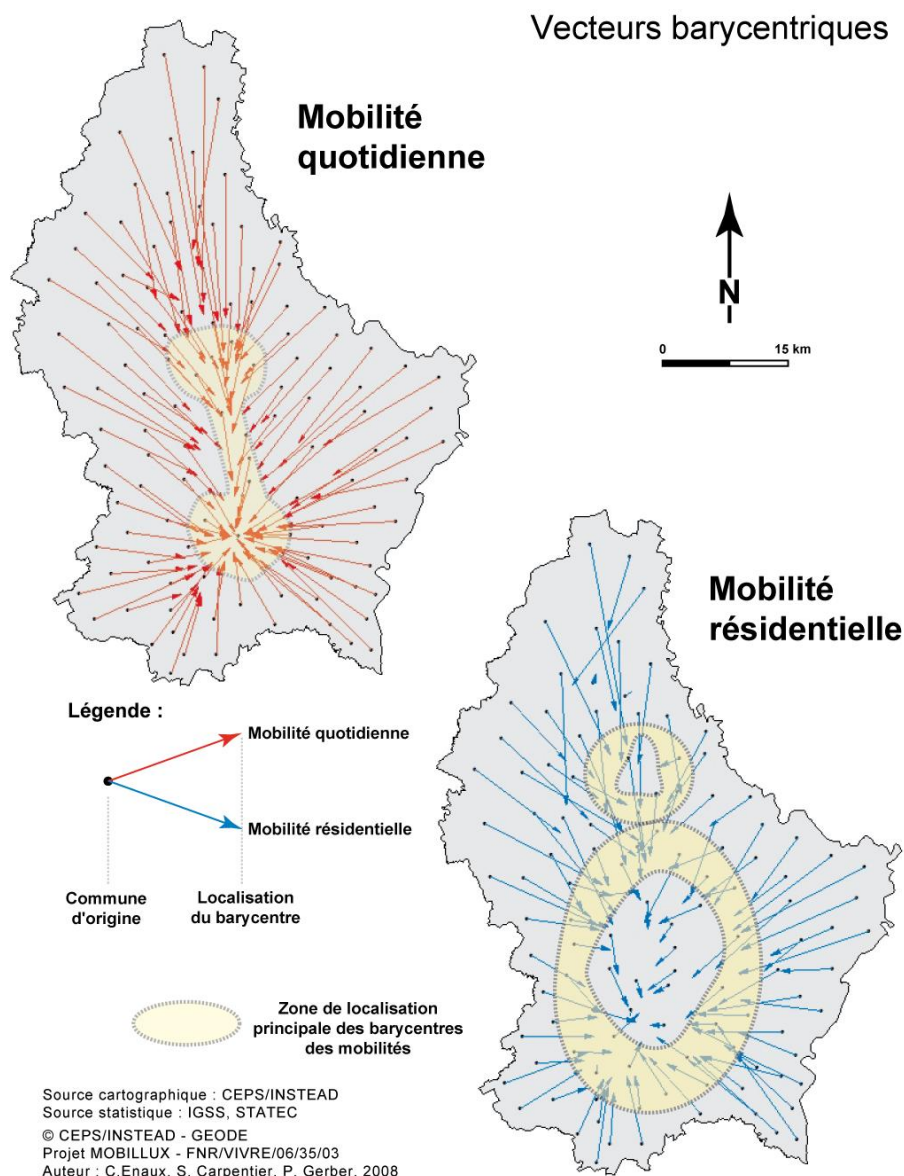 Vecteurs barycentriques
Mobilité
quotidienne
N
0 15 km
Mobilité
résidentielle
Légende :
Mobilité quotidienne
Mobilité résidentielle
Commune
d'origine
Localisation
du barycentre
Zone de localisation
principale des barycentres
des mobilités
Source cartographique : CEPS/INSTEAD
Source statistique : IGSS, STATEC
© CEPS/INSTEAD - GEODE
Projet MOBILLUX - FNR/VIVRE/06/35/03
Auteur : C.Enaux, S. Carpentier, P. Gerber, 2008